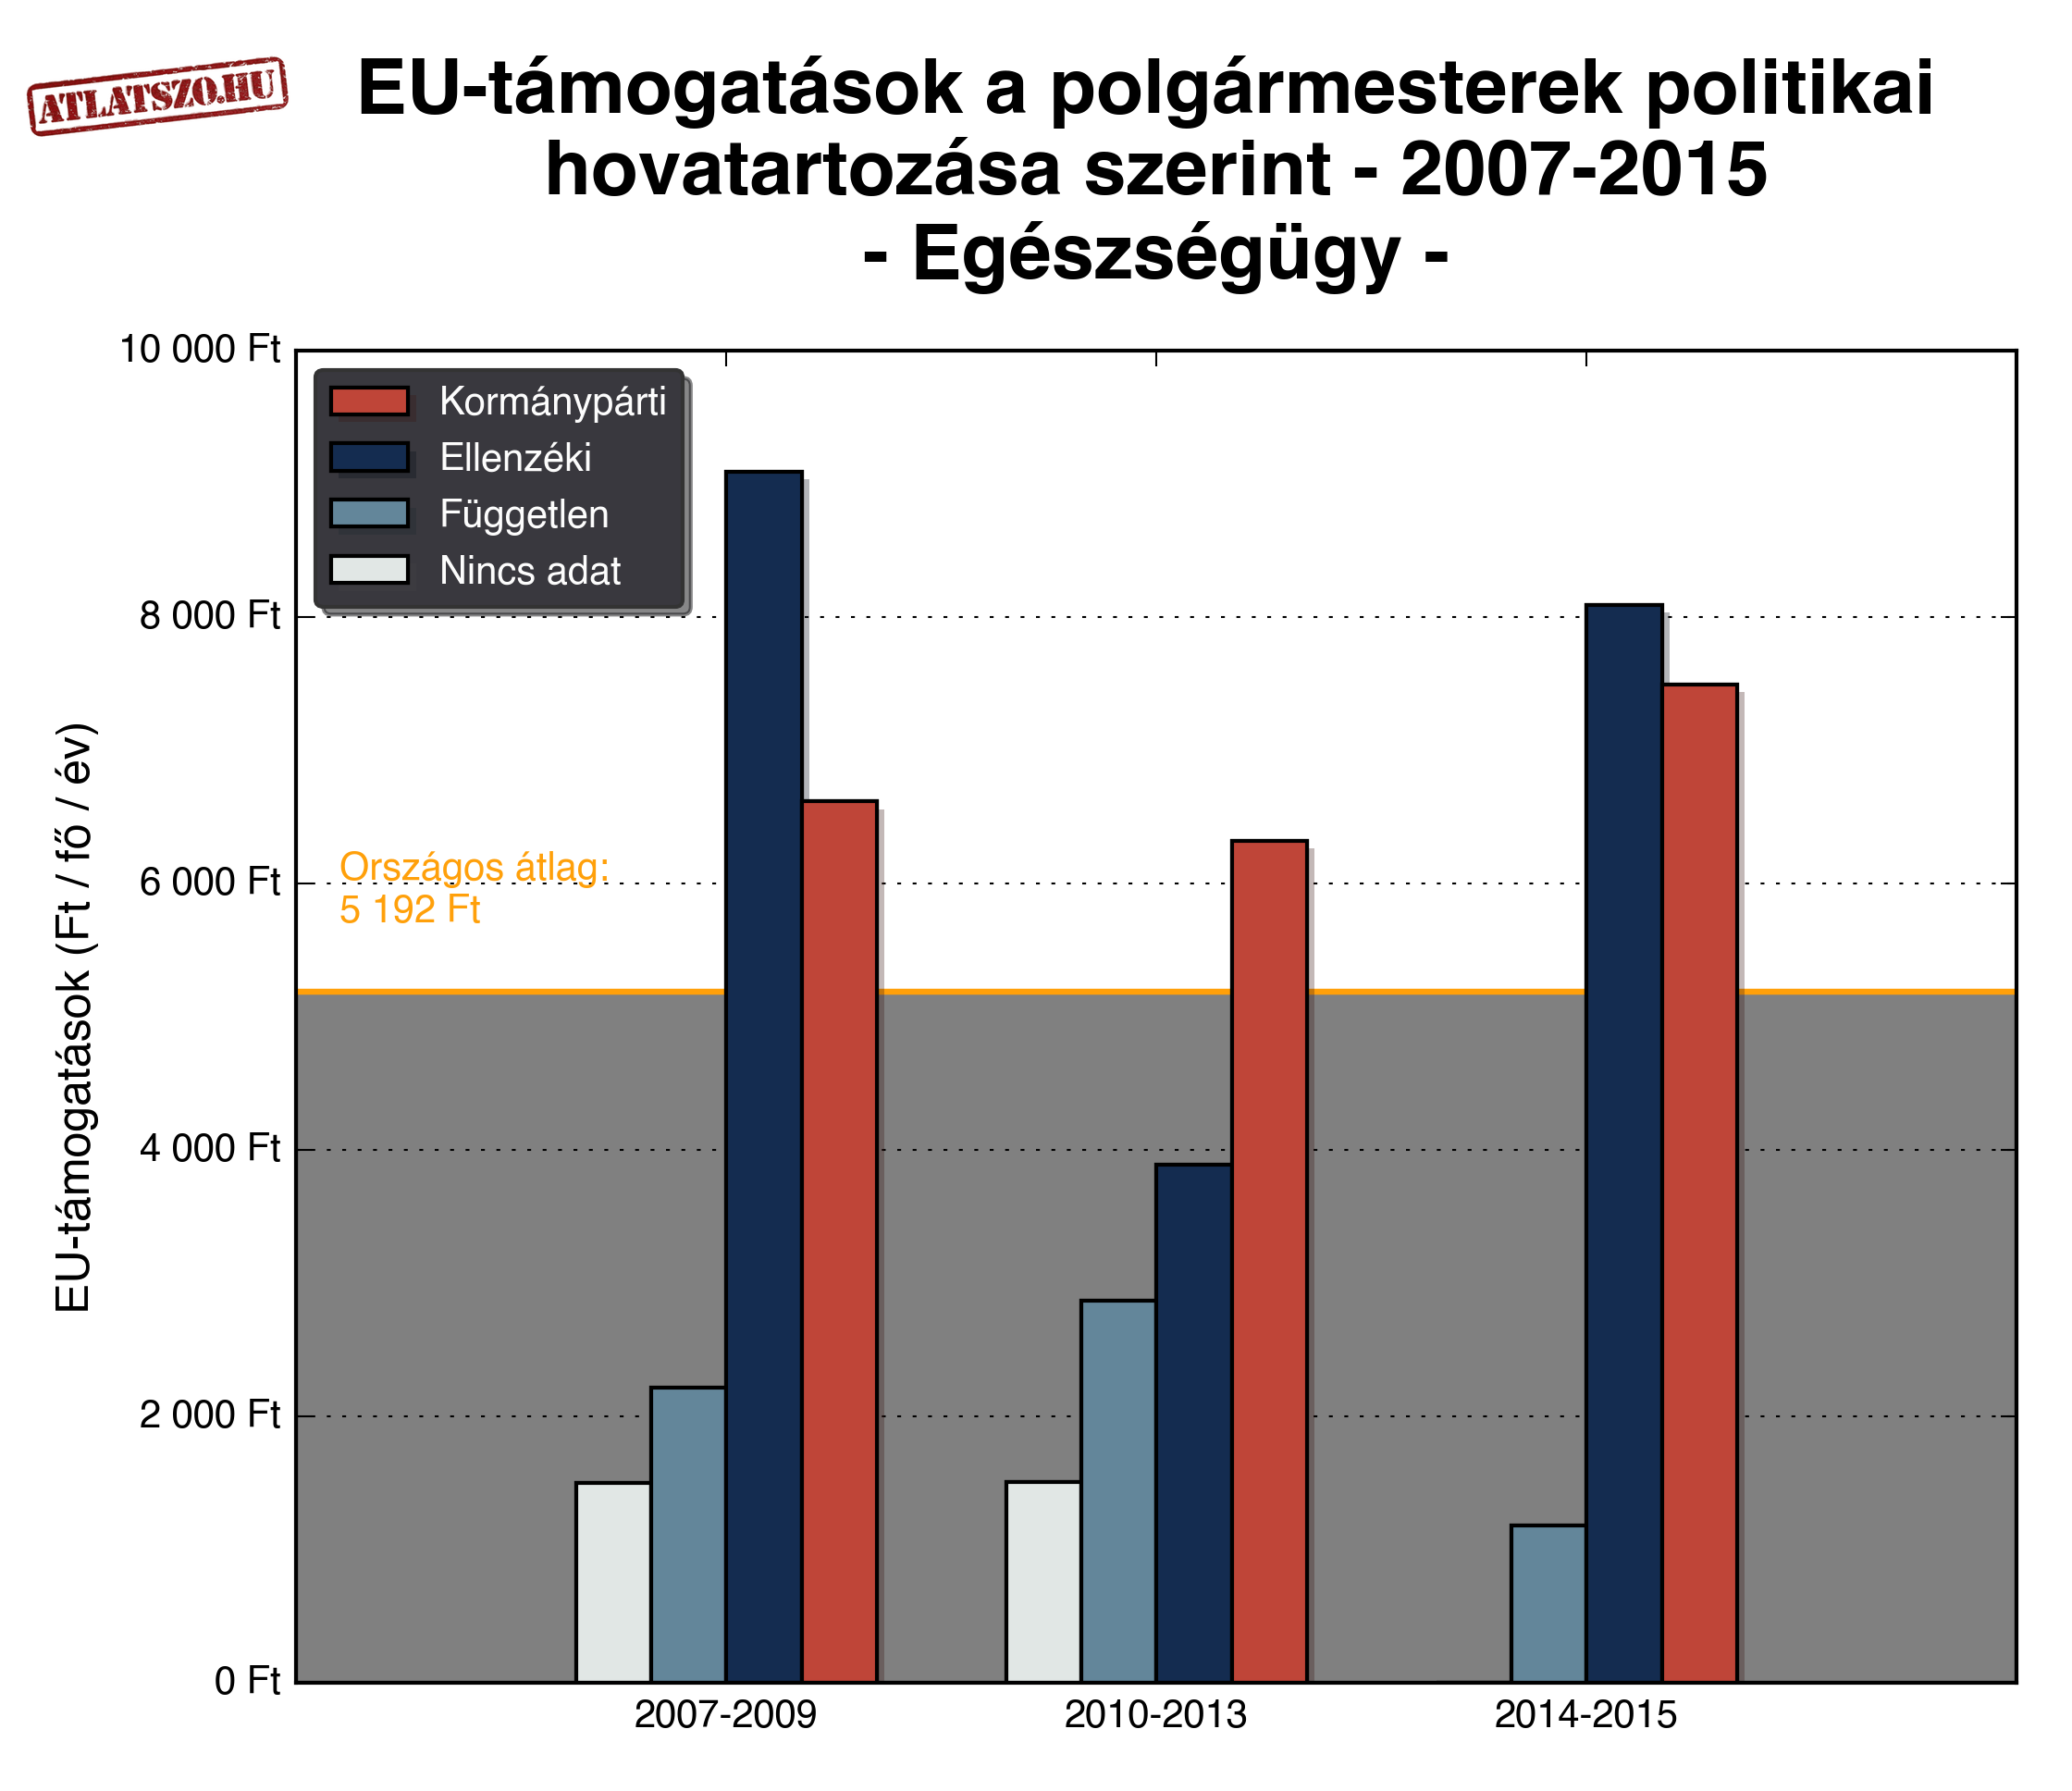 ATLATSZO.HU
EU-támogatások a polgármesterek politikai
hovatartozása szerint - 2007-2015
- Egészségügy -
10 000 Ft
Kormánypárti
Ellenzéki
Független
Nincs adat
8 000 Ft
Országos átlag:
5 192 Ft
6 000 Ft
4 000 Ft
2 000 Ft
0 Ft
EU-támogatások (Ft / fő / év)
2007-2009
2010-2013
2014-2015